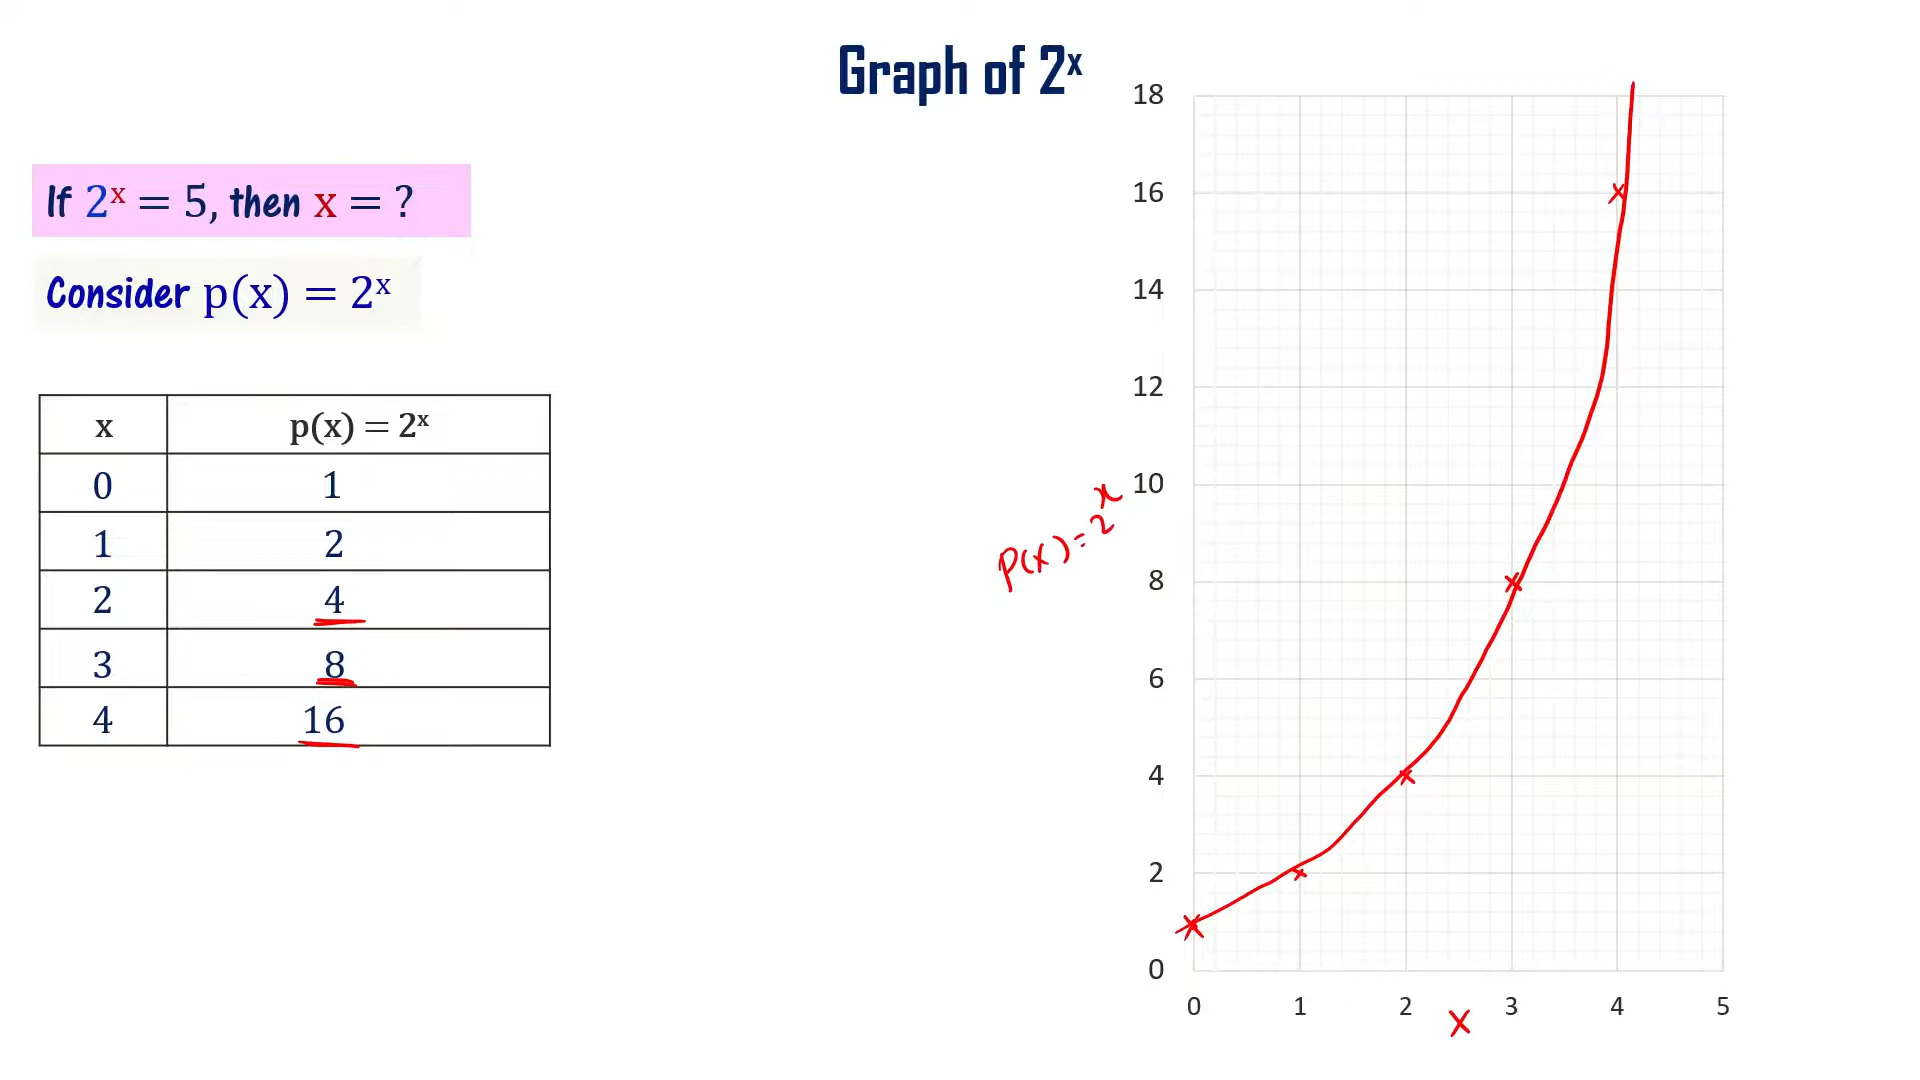 Graph of 2ˣ
If 2ˣ = 5, then x = ?
Consider p(x) = 2ˣ
x p(x) = 2ˣ
0 1
1 2
2 4
3 8
4 16
18
16
14
12
10
8
6
4
2
0
P(x) = 2ˣ
0 1 2 3 4 5
x